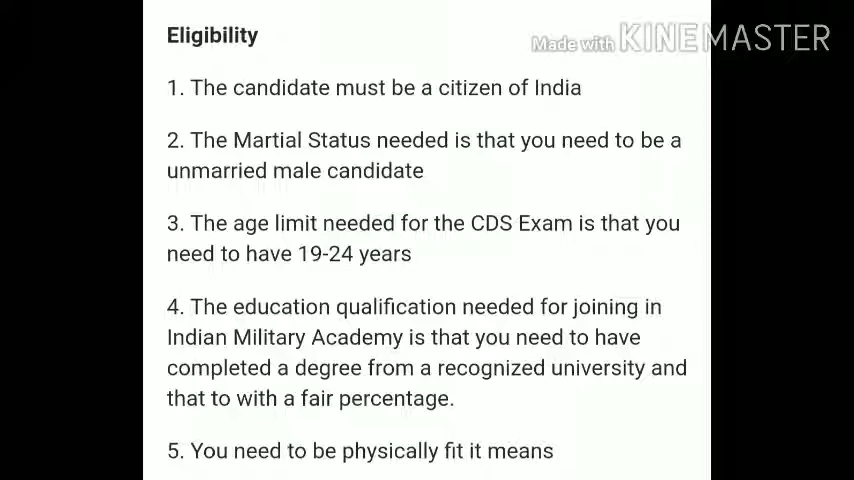 Eligibility
Made with KINEMASTER
1. The candidate must be a citizen of India
2. The Martial Status needed is that you need to be a
unmarried male candidate
3. The age limit needed for the CDS Exam is that you
need to have 19-24 years
4. The education qualification needed for joining in
Indian Military Academy is that you need to have
completed a degree from a recognized university and
that to with a fair percentage.
5. You need to be physically fit it means